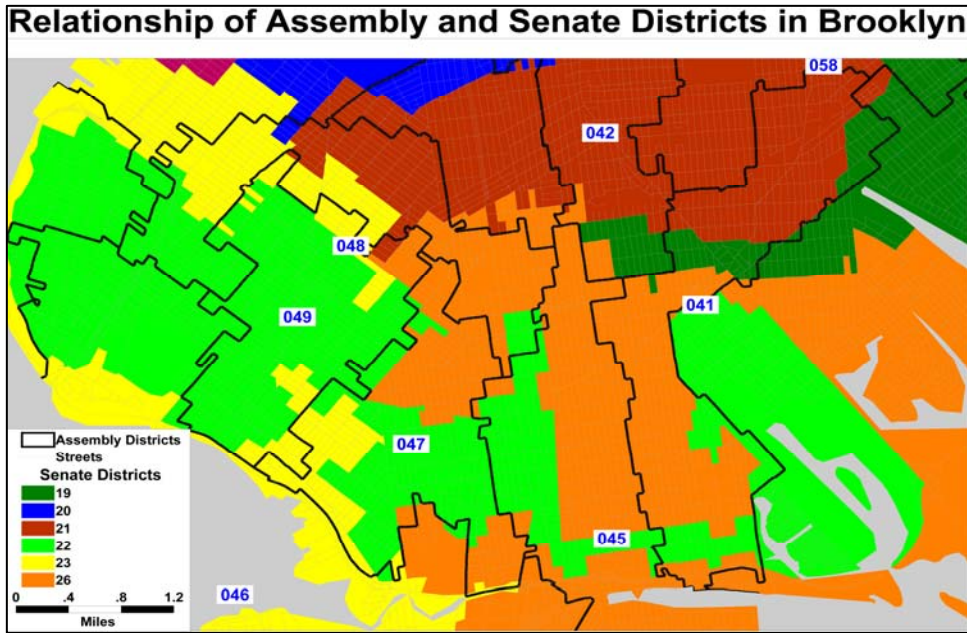 Relationship of Assembly and Senate Districts in Brooklyn
058
042
048
041
049
047
045
046
Assembly Districts
Streets
Senate Districts
19
20
21
22
23
26
0 .4 .8 1.2
Miles